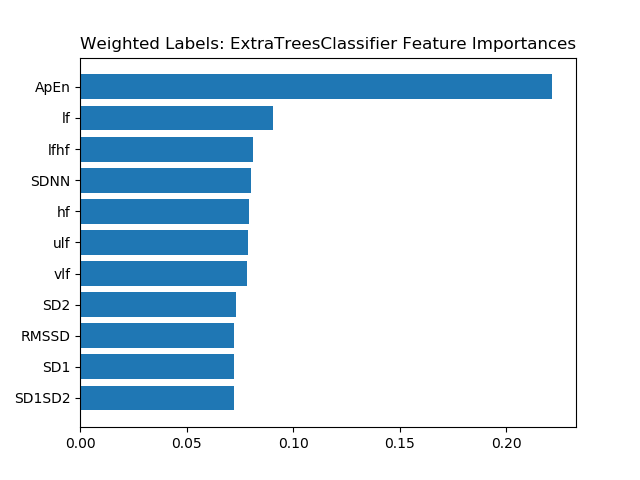 Weighted Labels: ExtraTreesClassifier Feature Importances
ApEn
lf
lfhf
SDNN
hf
ulf
vlf
SD2
RMSSD
SD1
SD1SD2
0.00 0.05 0.10 0.15 0.20